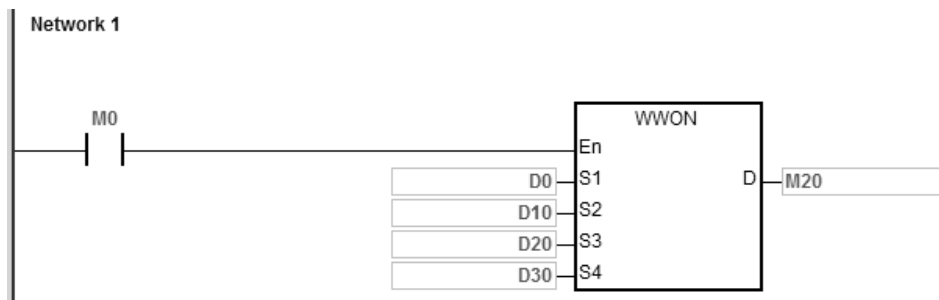 Network 1
M0
WWON
En
D0 S1 D M20
D10 S2
D20 S3
D30 S4